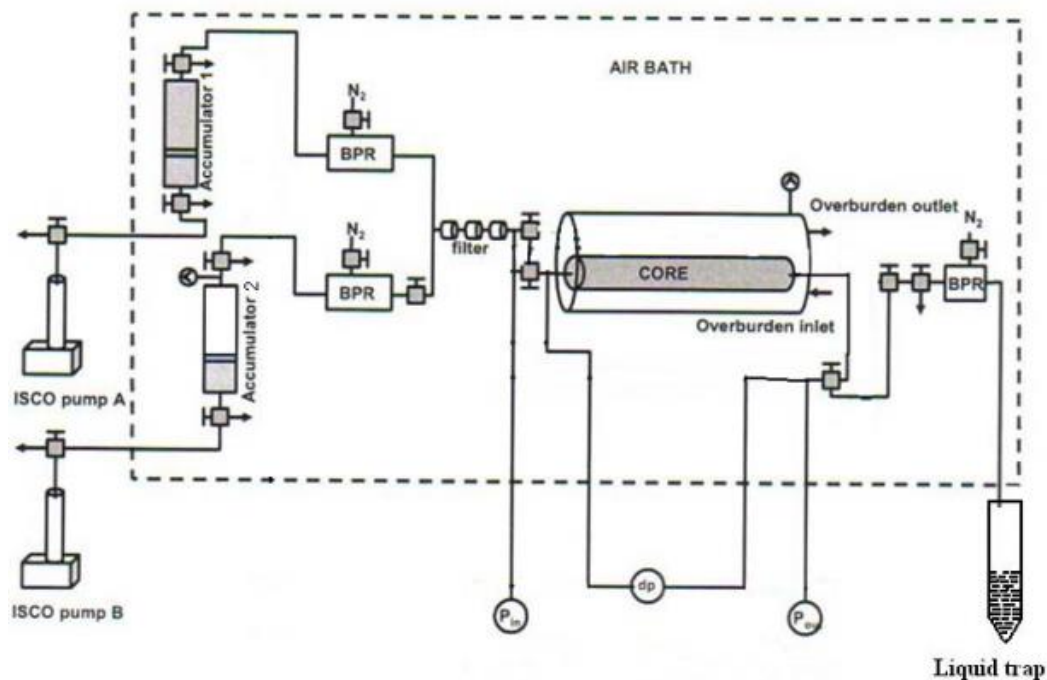 AIR BATH
Accumulator 1
N2
BPR
Overburden outlet
N2
filter
CORE
N2
BPR
BPR
Overburden inlet
Accumulator 2
ISCO pump A
dp
ISCO pump B
Pin
Liquid trap